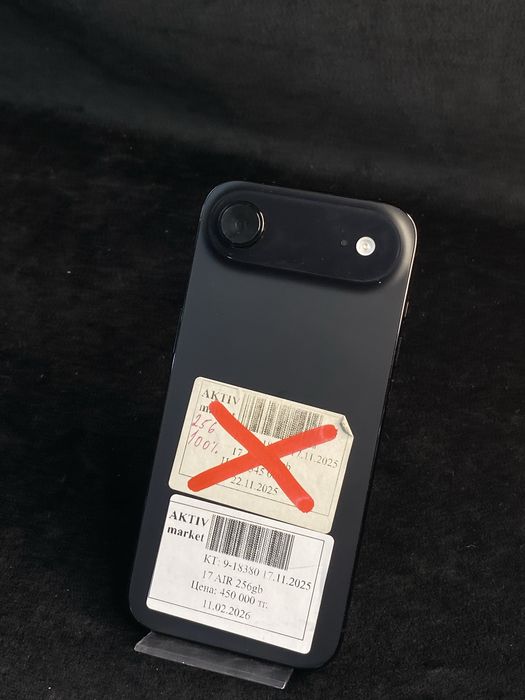 AKTIV
256
100%
17.11.2025
22.11.2025
AKTIV
market
КТ: 9-18380 17.11.2025
17 AIR 256gb
Цена: 450 000 тг.
11.02.2026